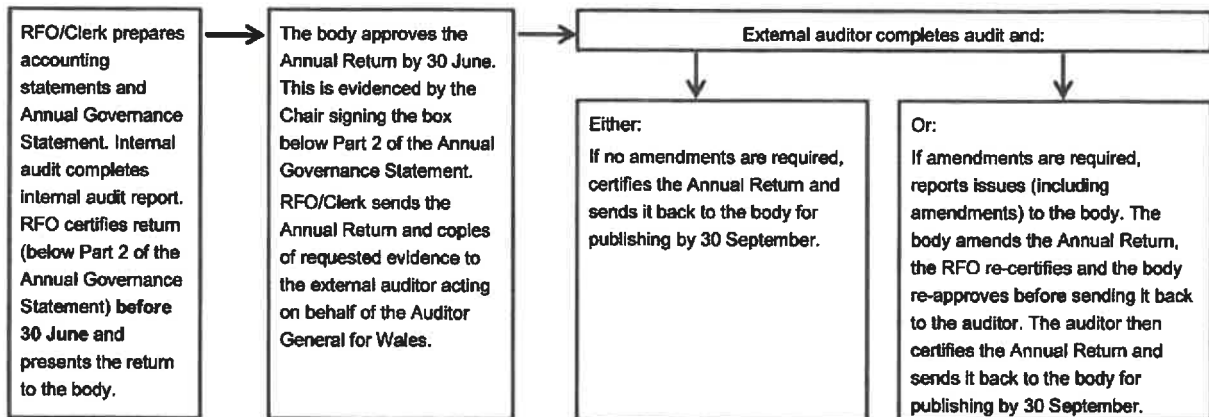 RFO/Clerk prepares
accounting
statements and
Annual Governance
Statement. Internal
audit completes
internal audit report.
RFO certifies return
(below Part 2 of the
Annual Governance
Statement) before
30 June and
presents the return
to the body.
The body approves the
Annual Return by 30 June.
This is evidenced by the
Chair signing the box
below Part 2 of the Annual
Governance Statement.
RFO/Clerk sends the
Annual Return and copies
of requested evidence to
the external auditor acting
on behalf of the Auditor
General for Wales.
External auditor completes audit and:
Either:
If no amendments are required,
certifies the Annual Return and
sends it back to the body for
publishing by 30 September.
Or:
If amendments are required,
reports issues (including
amendments) to the body. The
body amends the Annual Return,
the RFO re-certifies and the body
re-approves before sending it back
to the auditor. The auditor then
certifies the Annual Return and
sends it back to the body for
publishing by 30 September.